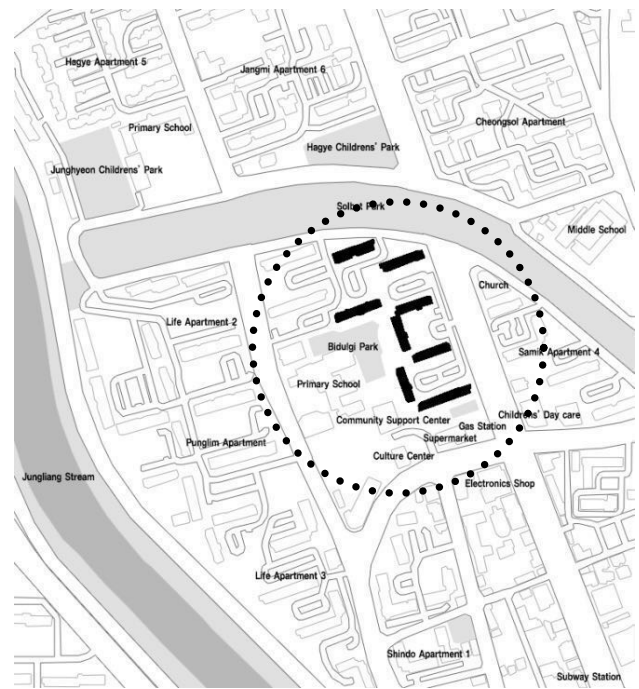 Hagye Apartment 5
Jangmi Apartment 6
Primary School
Cheongsol Apartment
Hagye Childrens' Park
Junghyeon Childrens' Park
Solbat Park
Middle School
Church
Life Apartment 2
Bidulgi Park
Samik Apartment 4
Primary School
Childrens' Day care
Community Support Center
Gas Station
Supermarket
Punglim Apartment
Culture Center
Jungliang Stream
Electronics Shop
Life Apartment 3
Shindo Apartment 1
Subway Station